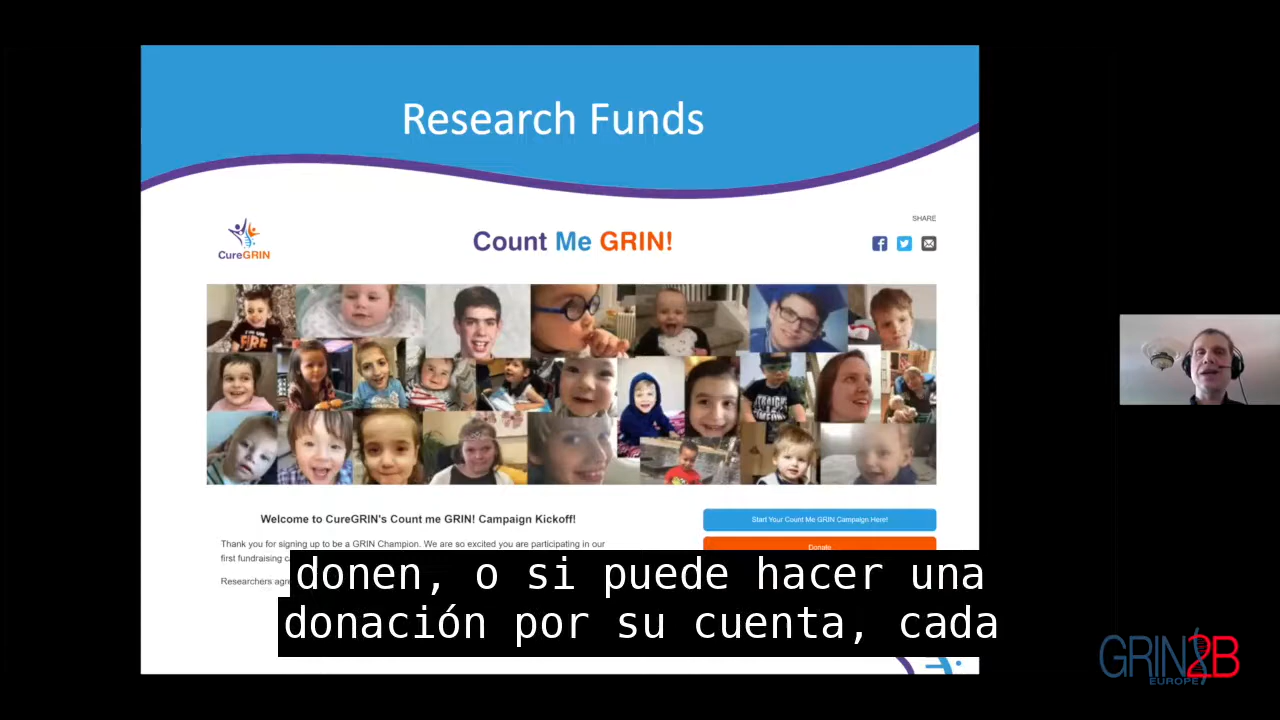 Research Funds
SHARE
CureGRIN
Count Me GRIN!
Welcome to CureGRIN's Count me GRIN! Campaign Kickoff!
Start Your Count Me GRIN Campaign Here!
Thank you for signing up to be a GRIN Champion. We are so excited you are participating in our
Donate
first fundraising
Researchers
donen, o si puede hacer una
donación por su cuenta, cada
GRIN2B
EUROPE